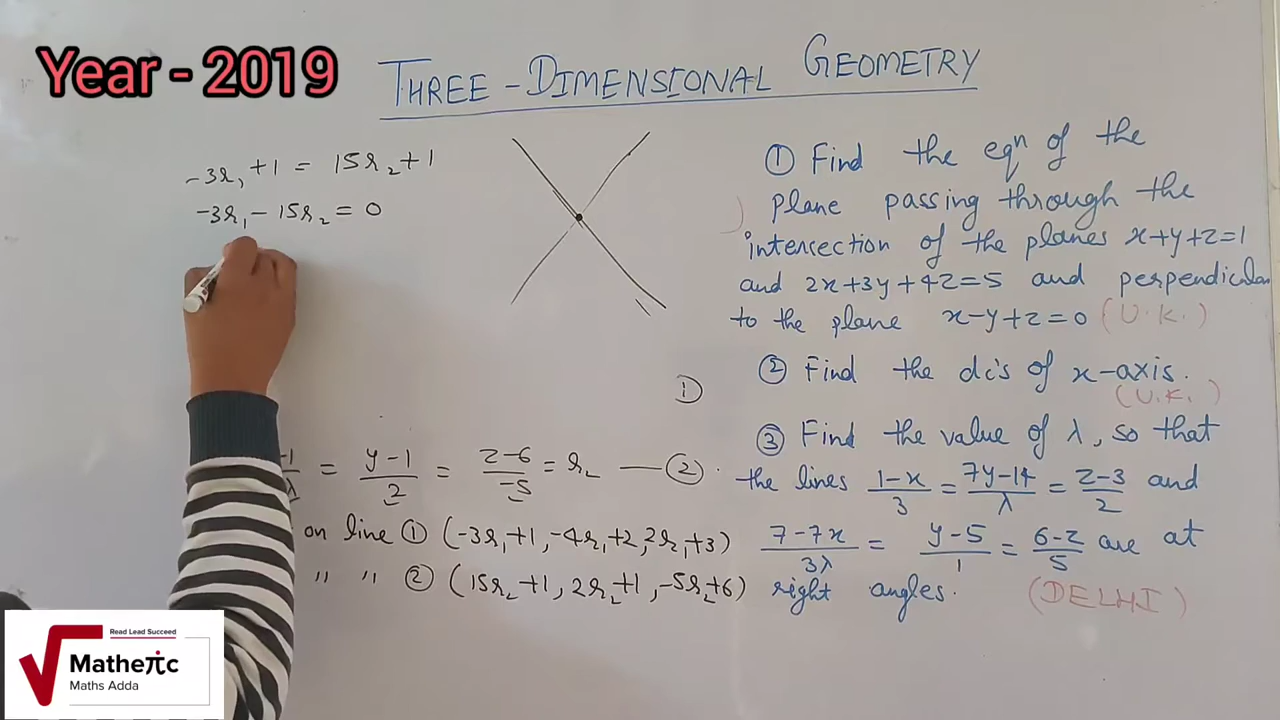 Year - 2019
THREE-DIMENSIONAL GEOMETRY
-3r₁+1 = 15r₂+1
-3r₁ - 15r₂ = 0
① Find the eqⁿ of the
plane passing through the
intersection of the planes x+y+z=1
and 2x+3y+4z=5 and perpendicular
to the plane x-y+z=0 (U.K.)
② Find the dc's of x-axis.
(U.K.)
③ Find the value of λ, so that
the lines (1-x)/3 = (7y-14)/λ = (z-3)/2 and
(7-7x)/3λ = (y-5)/1 = (6-z)/5 are at
right angles. (DELHI)
①
-1/λ = (y-1)/2 = (z-6)/-5 = r₂ —②.
on line ① (-3r₁+1, -4r₁+2, 2r₁+3)
" " ② (15r₂+1, 2r₂+1, -5r₂+6)
Read Lead Succeed
Matheπc
Maths Adda